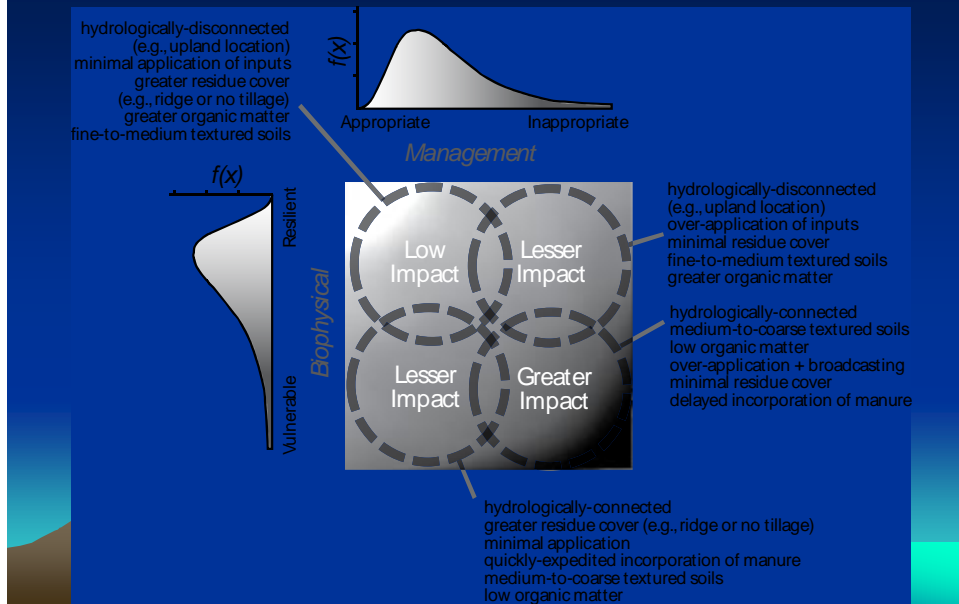 hydrologically-disconnected
(e.g., upland location)
minimal application of inputs
greater residue cover
(e.g., ridge or no tillage)
greater organic matter
fine-to-medium textured soils
f(x)
Appropriate
Inappropriate
Management
f(x)
Resilient
Vulnerable
Biophysical
Low
Impact
Lesser
Impact
Lesser
Impact
Greater
Impact
hydrologically-disconnected
(e.g., upland location)
over-application of inputs
minimal residue cover
fine-to-medium textured soils
greater organic matter
hydrologically-connected
medium-to-coarse textured soils
low organic matter
over-application + broadcasting
minimal residue cover
delayed incorporation of manure
hydrologically-connected
greater residue cover (e.g., ridge or no tillage)
minimal application
quickly-expedited incorporation of manure
medium-to-coarse textured soils
low organic matter